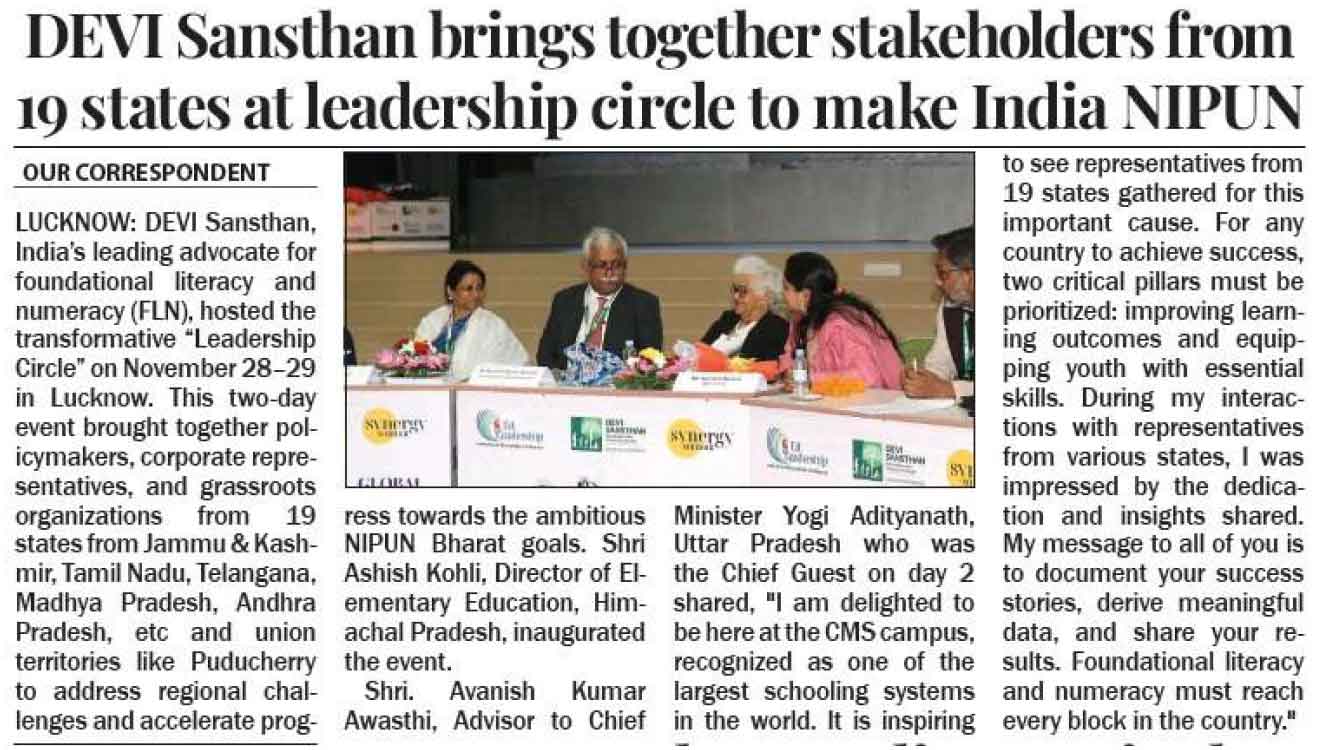 DEVI Sansthan brings together stakeholders from
19 states at leadership circle to make India NIPUN
OUR CORRESPONDENT
LUCKNOW: DEVI Sansthan,
India's leading advocate for
foundational literacy and
numeracy (FLN), hosted the
transformative “Leadership
Circle” on November 28–29
in Lucknow. This two-day
event brought together pol-
icymakers, corporate repre-
sentatives, and grassroots
organizations from 19
states from Jammu & Kash-
mir, Tamil Nadu, Telangana,
Madhya Pradesh, Andhra
Pradesh, etc and union
territories like Puducherry
to address regional chal-
lenges and accelerate prog-
synergy
Leadership
DEVI
SANSTHAN
synergy
Leadership
DEVI
SANSTHAN
GLOBAL
ress towards the ambitious
NIPUN Bharat goals. Shri
Ashish Kohli, Director of El-
ementary Education, Him-
achal Pradesh, inaugurated
the event.
Shri. Avanish Kumar
Awasthi, Advisor to Chief
Minister Yogi Adityanath,
Uttar Pradesh who was
the Chief Guest on day 2
shared, "I am delighted to
be here at the CMS campus,
recognized as one of the
largest schooling systems
in the world. It is inspiring
to see representatives from
19 states gathered for this
important cause. For any
country to achieve success,
two critical pillars must be
prioritized: improving learn-
ing outcomes and equip-
ping youth with essential
skills. During my interac-
tions with representatives
from various states, I was
impressed by the dedica-
tion and insights shared.
My message to all of you is
to document your success
stories, derive meaningful
data, and share your re-
sults. Foundational literacy
and numeracy must reach
every block in the country."